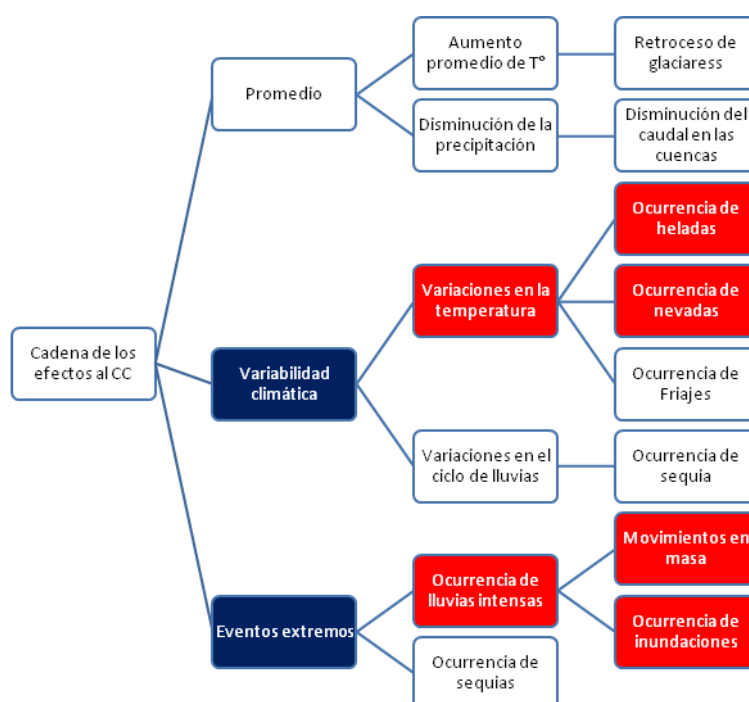 Aumento
promedio de T°
Retroceso de
glaciaress
Promedio
Disminución de la
precipitación
Disminución del
caudal en las
cuencas
Ocurrencia de
heladas
Variaciones en la
temperatura
Ocurrencia de
nevadas
Cadena de los
efectos al CC
Variabilidad
climática
Ocurrencia de
Friajes
Variaciones en el
ciclo de lluvias
Ocurrencia de
sequia
Movimientos en
masa
Ocurrencia de
lluvias intensas
Eventos extremos
Ocurrencia de
inundaciones
Ocurrencia de
sequias